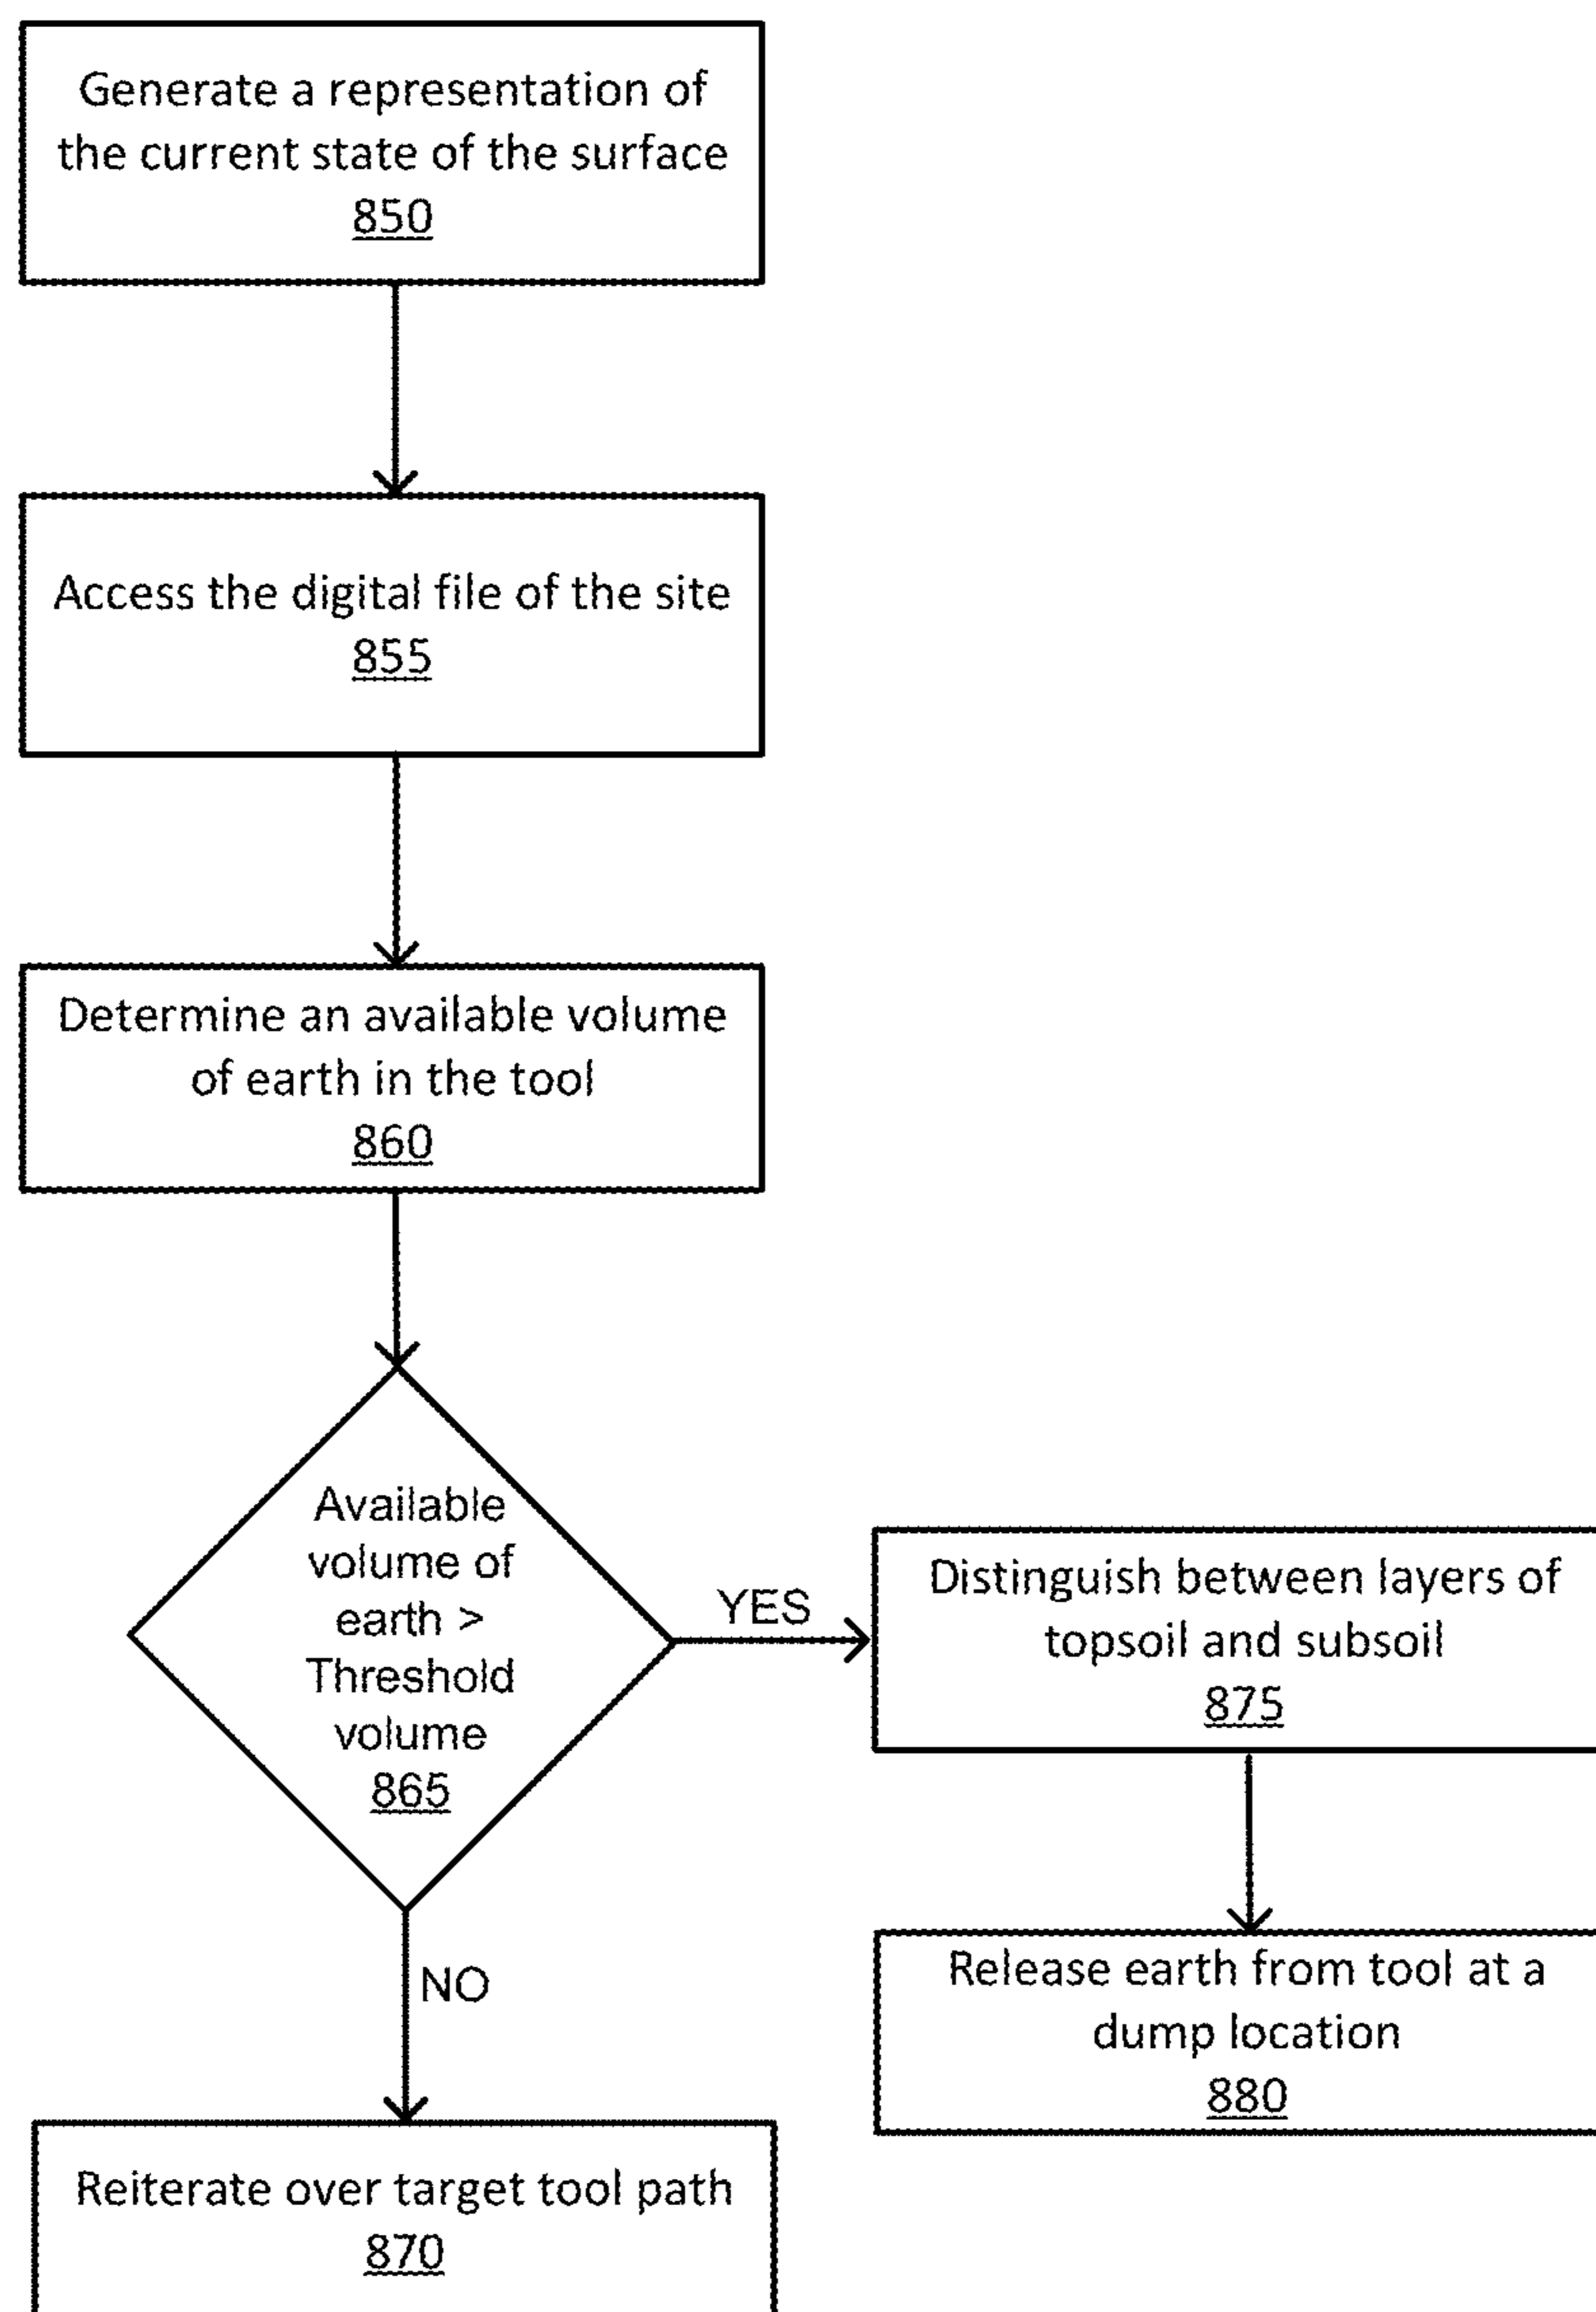 Generate a representation of
the current state of the surface
850
Access the digital file of the site
855
Determine an available volume
of earth in the tool
860
Available
volume of
earth >
Threshold
volume
865
YES
Distinguish between layers of
topsoil and subsoil
875
Release earth from tool at a
dump location
880
NO
Reiterate over target tool path
870